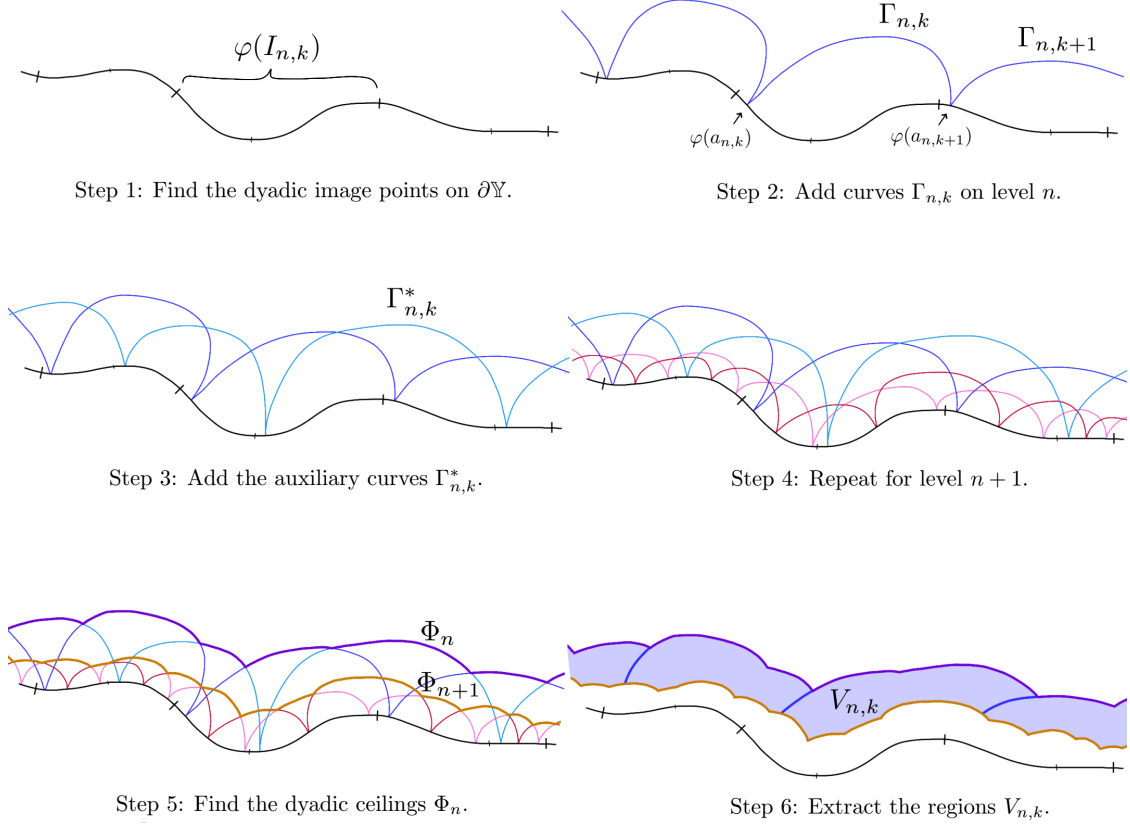 φ(I_{n,k})
Γ_{n,k}
Γ_{n,k+1}
φ(a_{n,k})
φ(a_{n,k+1})
Step 1: Find the dyadic image points on ∂𝕐.
Step 2: Add curves Γ_{n,k} on level n.
Γ*_{n,k}
Step 3: Add the auxiliary curves Γ*_{n,k}.
Step 4: Repeat for level n + 1.
Φ_n
Φ_{n+1}
V_{n,k}
Step 5: Find the dyadic ceilings Φ_n.
Step 6: Extract the regions V_{n,k}.